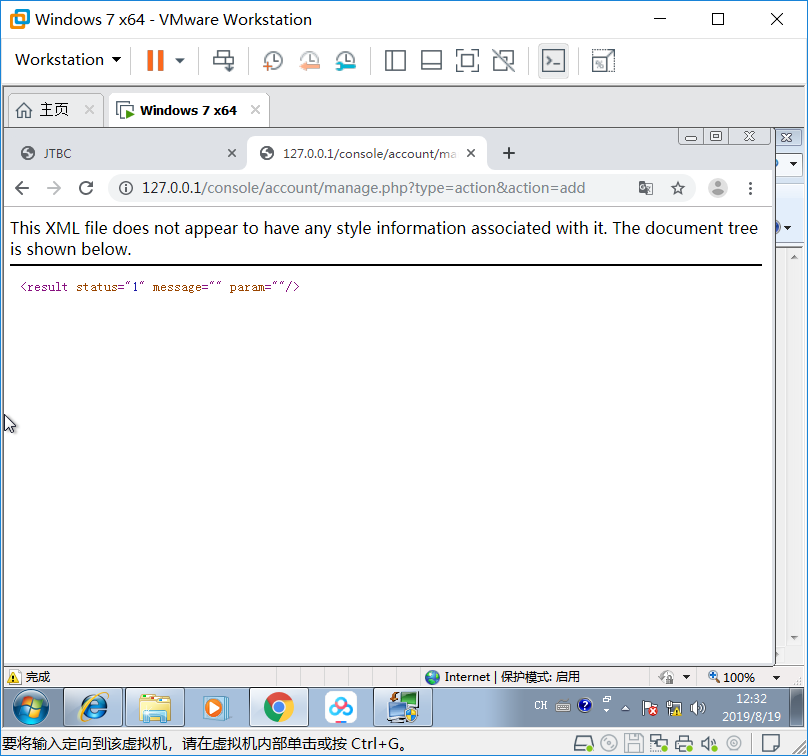 Windows 7 x64 - VMware Workstation
Workstation
主页
Windows 7 x64
JTBC
127.0.0.1/console/account/ma
127.0.0.1/console/account/manage.php?type=action&action=add
This XML file does not appear to have any style information associated with it. The document tree
is shown below.
<result status="1" message="" param=""/>
完成
Internet | 保护模式: 启用
100%
CH
12:32
2019/8/19
要将输入定向到该虚拟机，请在虚拟机内部单击或按 Ctrl+G。